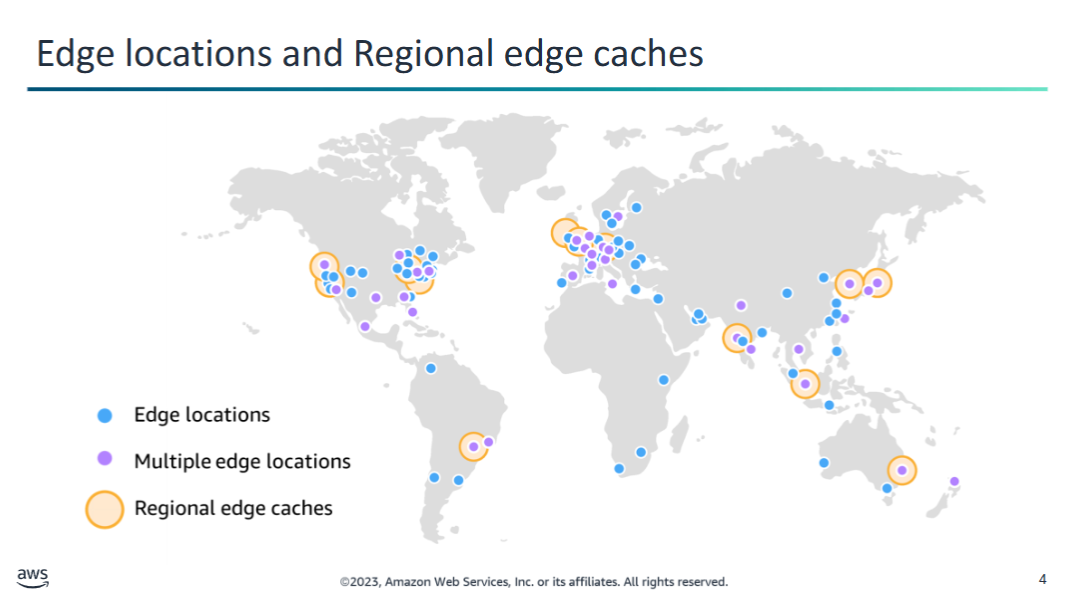 Edge locations and Regional edge caches
Edge locations
Multiple edge locations
Regional edge caches
aws
©2023, Amazon Web Services, Inc. or its affiliates. All rights reserved.
4